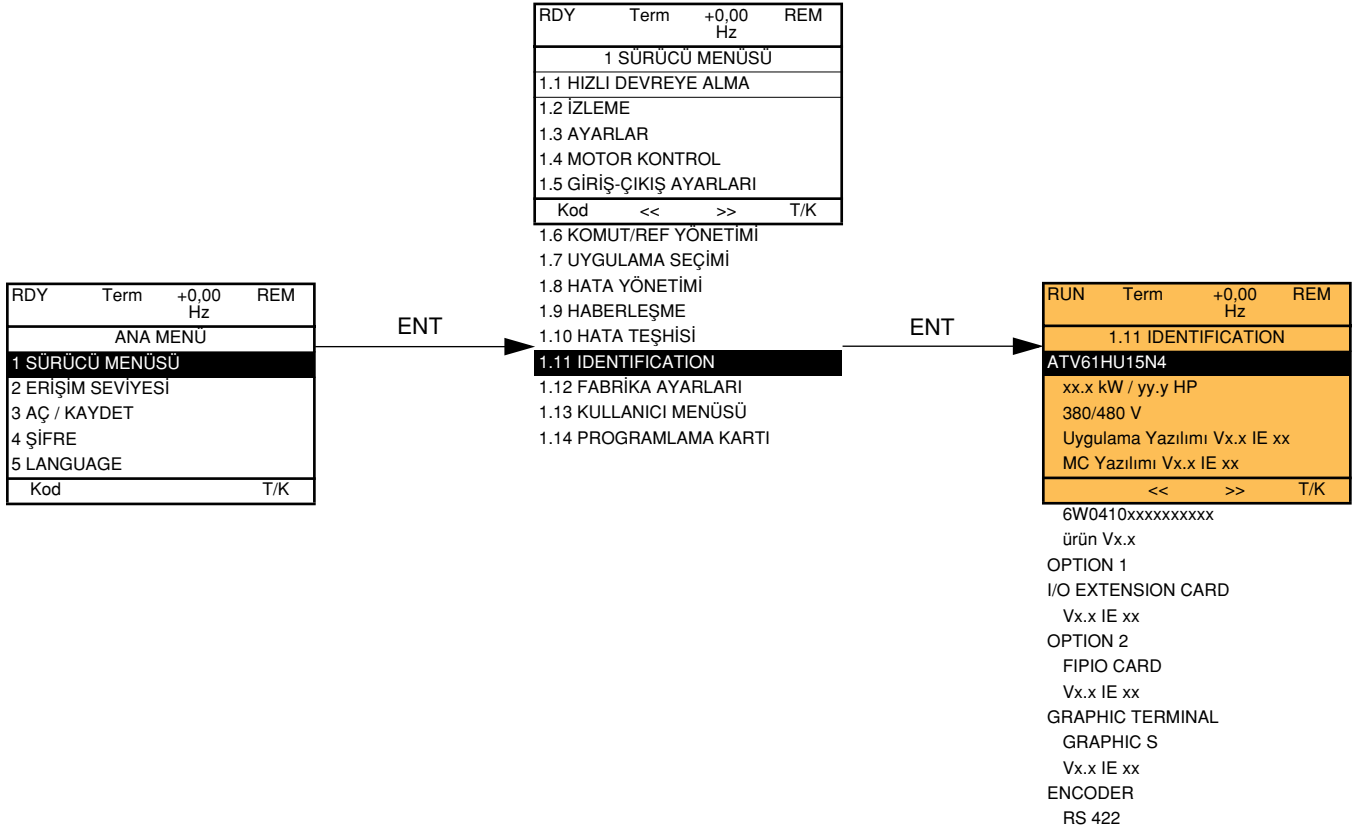 RDY Term +0,00 REM
Hz
ANA MENÜ
1 SÜRÜCÜ MENÜSÜ
2 ERİŞİM SEVİYESİ
3 AÇ / KAYDET
4 ŞİFRE
5 LANGUAGE
Kod T/K
ENT
RDY Term +0,00 REM
Hz
1 SÜRÜCÜ MENÜSÜ
1.1 HIZLI DEVREYE ALMA
1.2 İZLEME
1.3 AYARLAR
1.4 MOTOR KONTROL
1.5 GİRİŞ-ÇIKIŞ AYARLARI
Kod << >> T/K
1.6 KOMUT/REF YÖNETİMİ
1.7 UYGULAMA SEÇİMİ
1.8 HATA YÖNETİMİ
1.9 HABERLEŞME
1.10 HATA TEŞHİSİ
1.11 IDENTIFICATION
1.12 FABRİKA AYARLARI
1.13 KULLANICI MENÜSÜ
1.14 PROGRAMLAMA KARTI
ENT
RUN Term +0,00 REM
Hz
1.11 IDENTIFICATION
ATV61HU15N4
xx.x kW / yy.y HP
380/480 V
Uygulama Yazılımı Vx.x IE xx
MC Yazılımı Vx.x IE xx
<< >> T/K
6W0410xxxxxxxxxx
ürün Vx.x
OPTION 1
I/O EXTENSION CARD
Vx.x IE xx
OPTION 2
FIPIO CARD
Vx.x IE xx
GRAPHIC TERMINAL
GRAPHIC S
Vx.x IE xx
ENCODER
RS 422